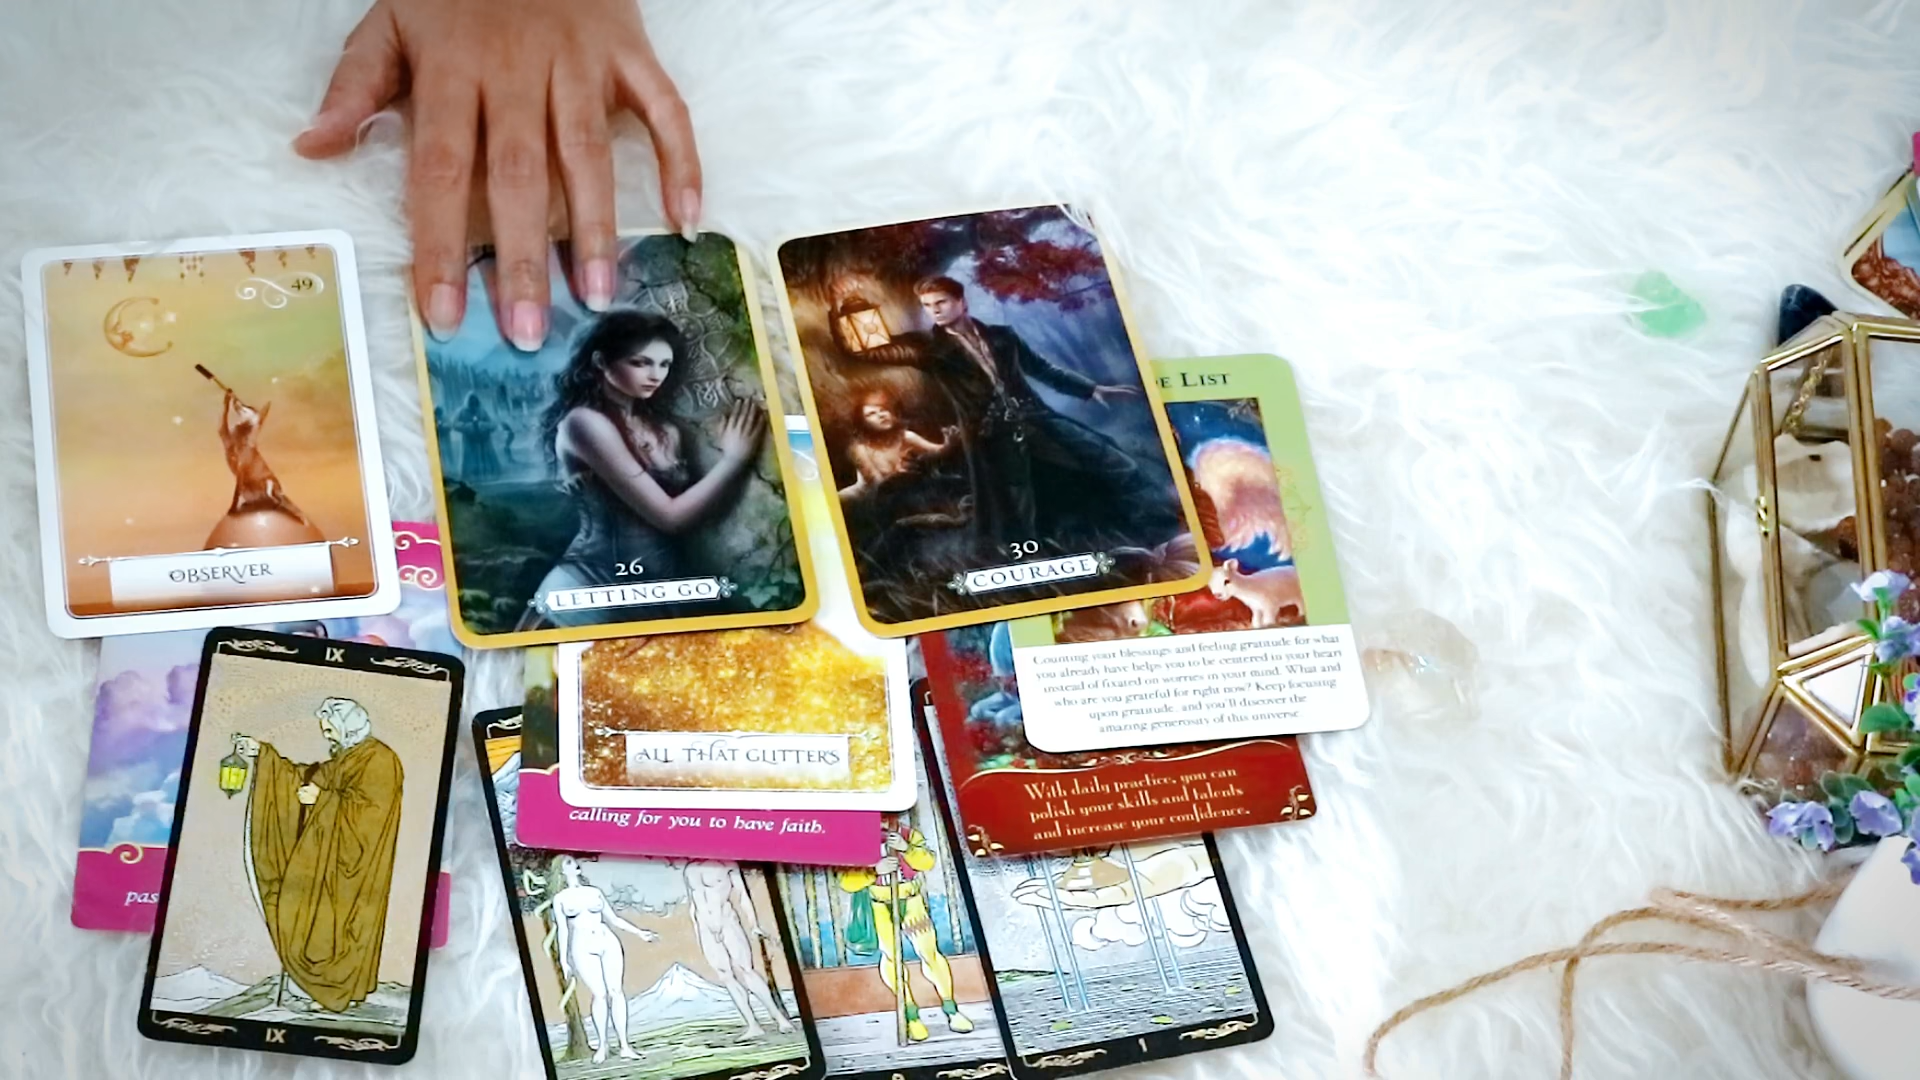 49
OBSERVER
26
LETTING GO
30
COURAGE
E LIST
Counting your blessings and feeling gratitude for what
you already have helps you to be centered in your heart
instead of fixated on worries in your mind. What and
who are you grateful for right now? Keep focusing
upon gratitude, and you'll discover the
amazing generosity of this universe.
ALL THAT GLITTERS
calling for you to have faith.
With daily practice, you can
polish your skills and talents
and increase your confidence.
pas
IX
IX
I